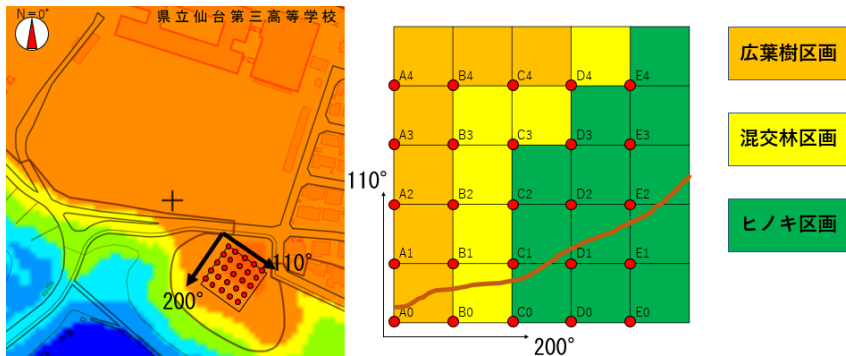 N=0°
県立仙台第三高等学校
110°
200°
A4 B4 C4 D4 E4
A3 B3 C3 D3 E3
A2 B2 C2 D2 E2
A1 B1 C1 D1 E1
A0 B0 C0 D0 E0
110°
200°
広葉樹区画
混交林区画
ヒノキ区画